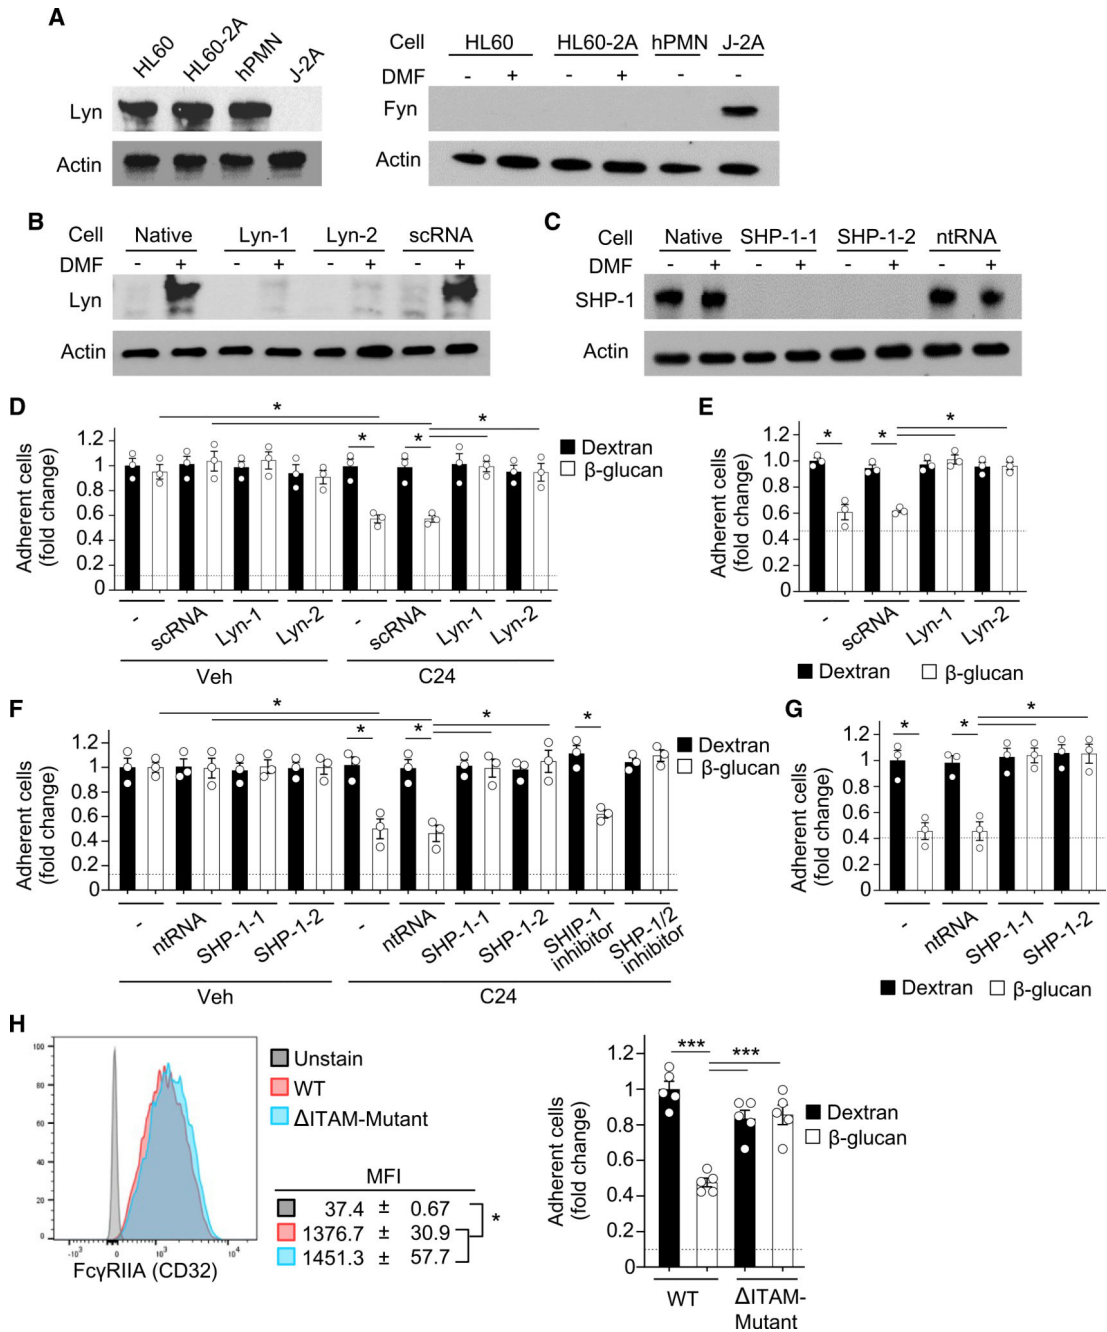 A
HL60
HL60-2A
hPMN
J-2A
Lyn
Actin
Cell HL60 HL60-2A hPMN J-2A
DMF - + - + - -
Fyn
Actin
B
Cell Native Lyn-1 Lyn-2 scRNA
DMF - + - + - + - +
Lyn
Actin
C
Cell Native SHP-1-1 SHP-1-2 ntRNA
DMF - + - + - + - +
SHP-1
Actin
D
Adherent cells
(fold change)
1.2
1
0.8
0.6
0.4
0.2
0
* * * *
Dextran
β-glucan
- scRNA Lyn-1 Lyn-2 - scRNA Lyn-1 Lyn-2
Veh C24
E
Adherent cells
(fold change)
1.2
1.0
0.8
0.6
0.4
0.2
0
* * *
- scRNA Lyn-1 Lyn-2
Dextran β-glucan
F
Adherent cells
(fold change)
1.2
1
0.8
0.6
0.4
0.2
0
* * * * *
Dextran
β-glucan
- ntRNA SHP-1-1 SHP-1-2 - ntRNA SHP-1-1 SHP-1-2 SHIP-1 inhibitor SHP-1/2 inhibitor
Veh C24
G
Adherent cells
(fold change)
1.2
1
0.8
0.6
0.4
0.2
0
* * *
- ntRNA SHP-1-1 SHP-1-2
Dextran β-glucan
H
100
80
60
40
20
0
-10³ 0 10³ 10⁴
FcγRIIA (CD32)
Unstain
WT
ΔITAM-Mutant
MFI
37.4 ± 0.67
1376.7 ± 30.9
1451.3 ± 57.7
*
Adherent cells
(fold change)
1.2
1
0.8
0.6
0.4
0.2
0
*** ***
Dextran
β-glucan
WT ΔITAM-
Mutant